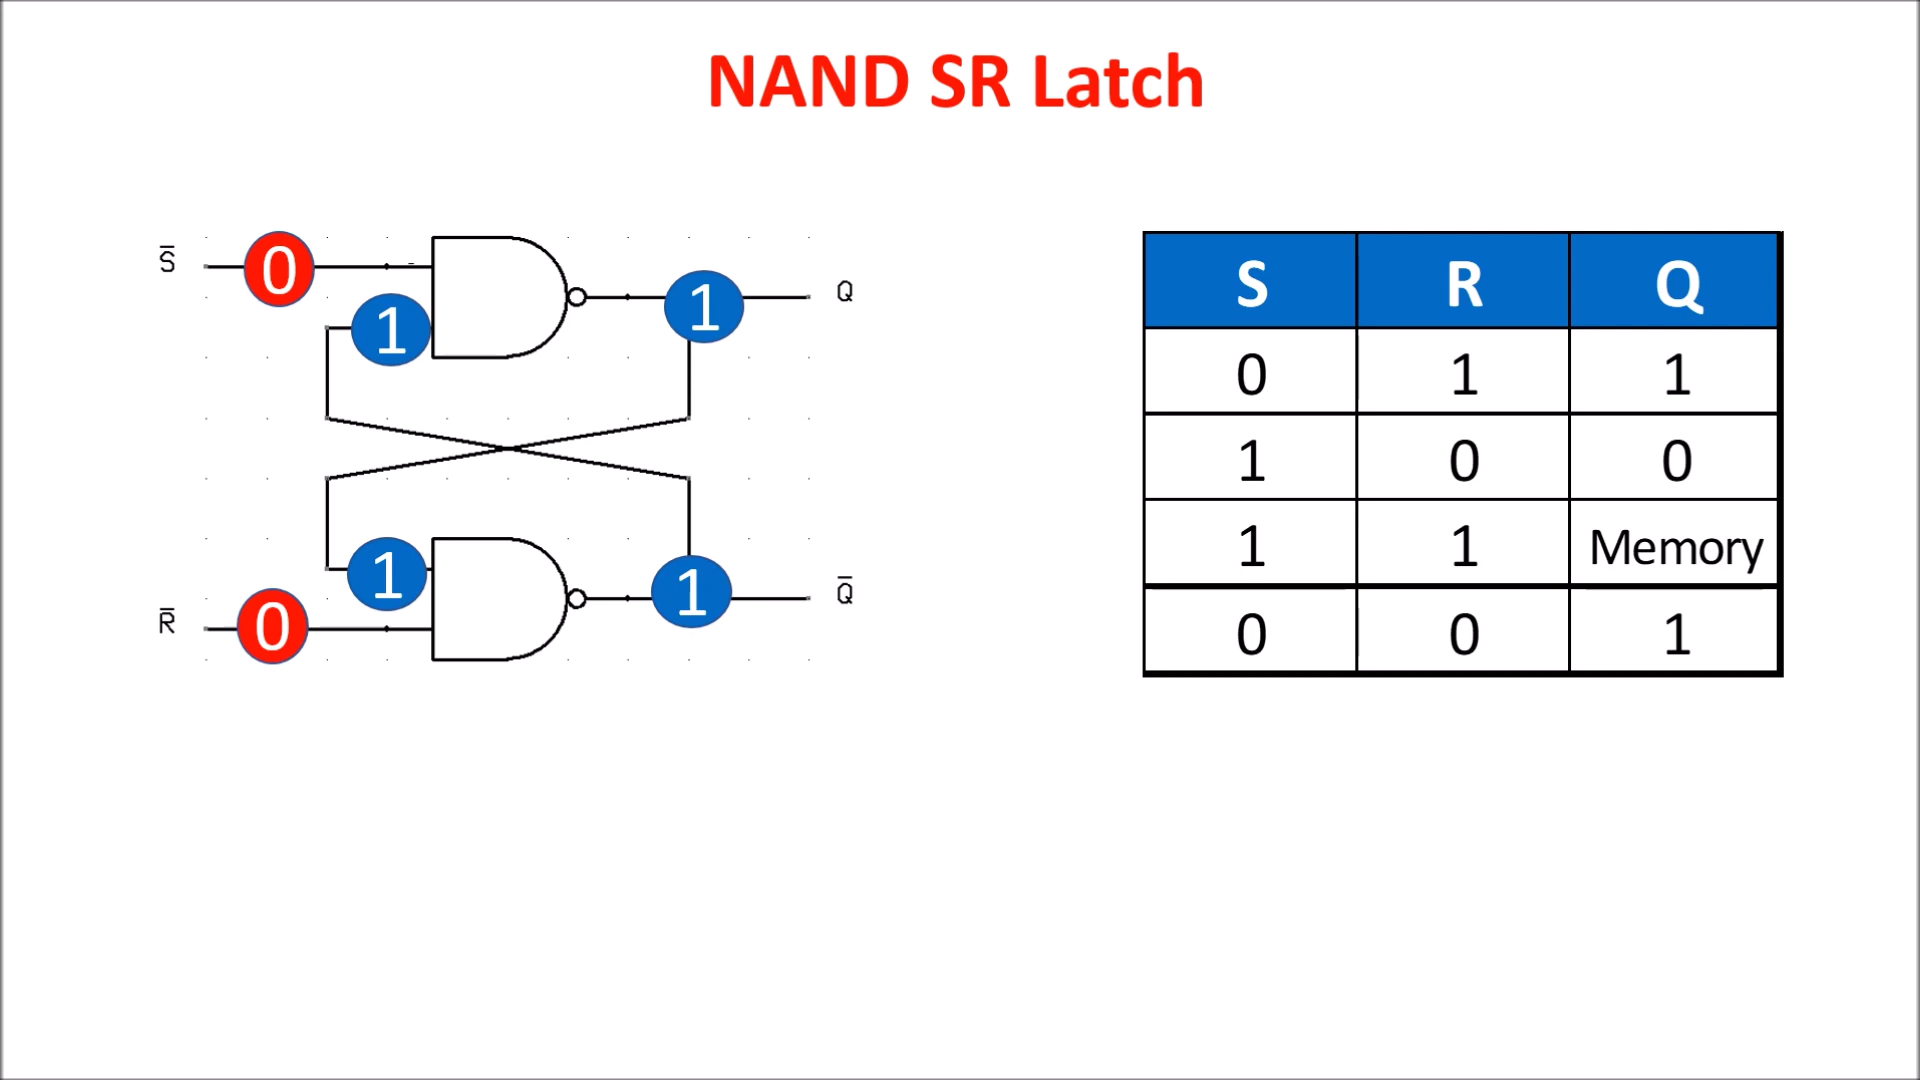 NAND SR Latch
S̅ 0 1 1 Q
1 1 Q̅
R̅ 0
S R Q
0 1 1
1 0 0
1 1 Memory
0 0 1